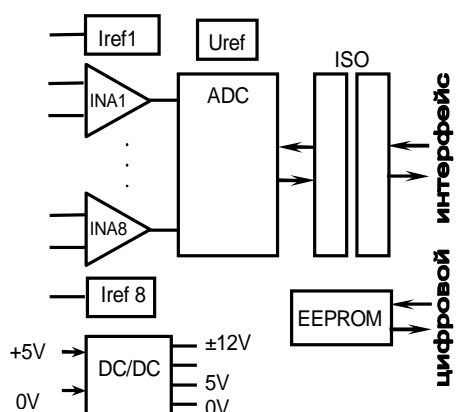 Iref1
Uref
ISO
INA1
ADC
INA8
Iref 8
EEPROM
+5V
0V
DC/DC
±12V
5V
0V
цифровой интерфейс